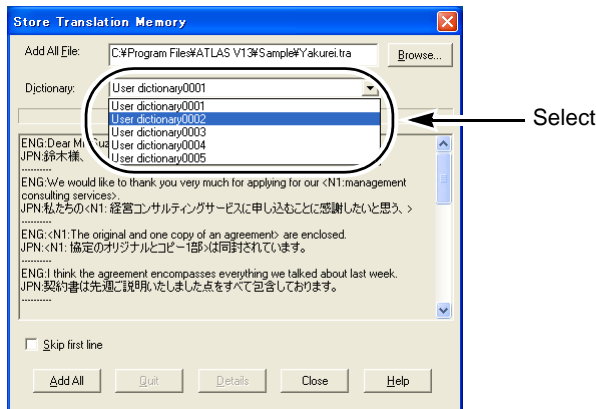 Store Translation Memory
Add All File: C:¥Program Files¥ATLAS V13¥Sample¥Yakurei.tra Browse...
Dictionary: User dictionary0001
User dictionary0001
User dictionary0002
User dictionary0003
User dictionary0004
User dictionary0005
Select
ENG:Dear Mr. Suz
JPN:鈴木様、
----------
ENG:We would like to thank you very much for applying for our <N1:management
consulting services>.
JPN:私たちの<N1: 経営コンサルティングサービスに申し込むことに感謝したいと思う、>
----------
ENG:<N1:The original and one copy of an agreement> are enclosed.
JPN:<N1: 協定のオリジナルとコピー1部>は同封されています。
----------
ENG:I think the agreement encompasses everything we talked about last week.
JPN:契約書は先週ご説明いたしました点をすべて包含しております。
----------
Skip first line
Add All Quit Details Close Help